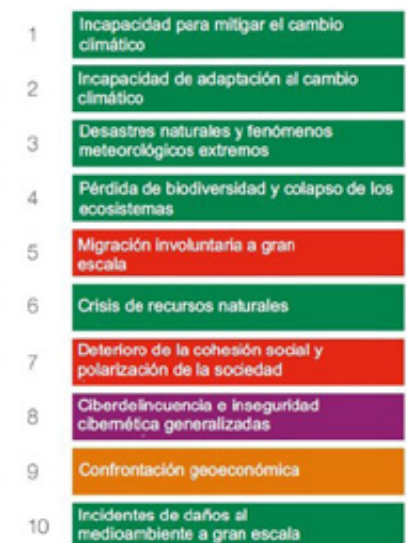 1
Incapacidad para mitigar el cambio
climático
2
Incapacidad de adaptación al cambio
climático
3
Desastres naturales y fenómenos
meteorológicos extremos
4
Pérdida de biodiversidad y colapso de los
ecosistemas
5
Migración involuntaria a gran
escala
6
Crisis de recursos naturales
7
Deterioro de la cohesión social y
polarización de la sociedad
8
Ciberdelincuencia e inseguridad
cibernética generalizadas
9
Confrontación geoeconómica
10
Incidentes de daños al
medioambiente a gran escala